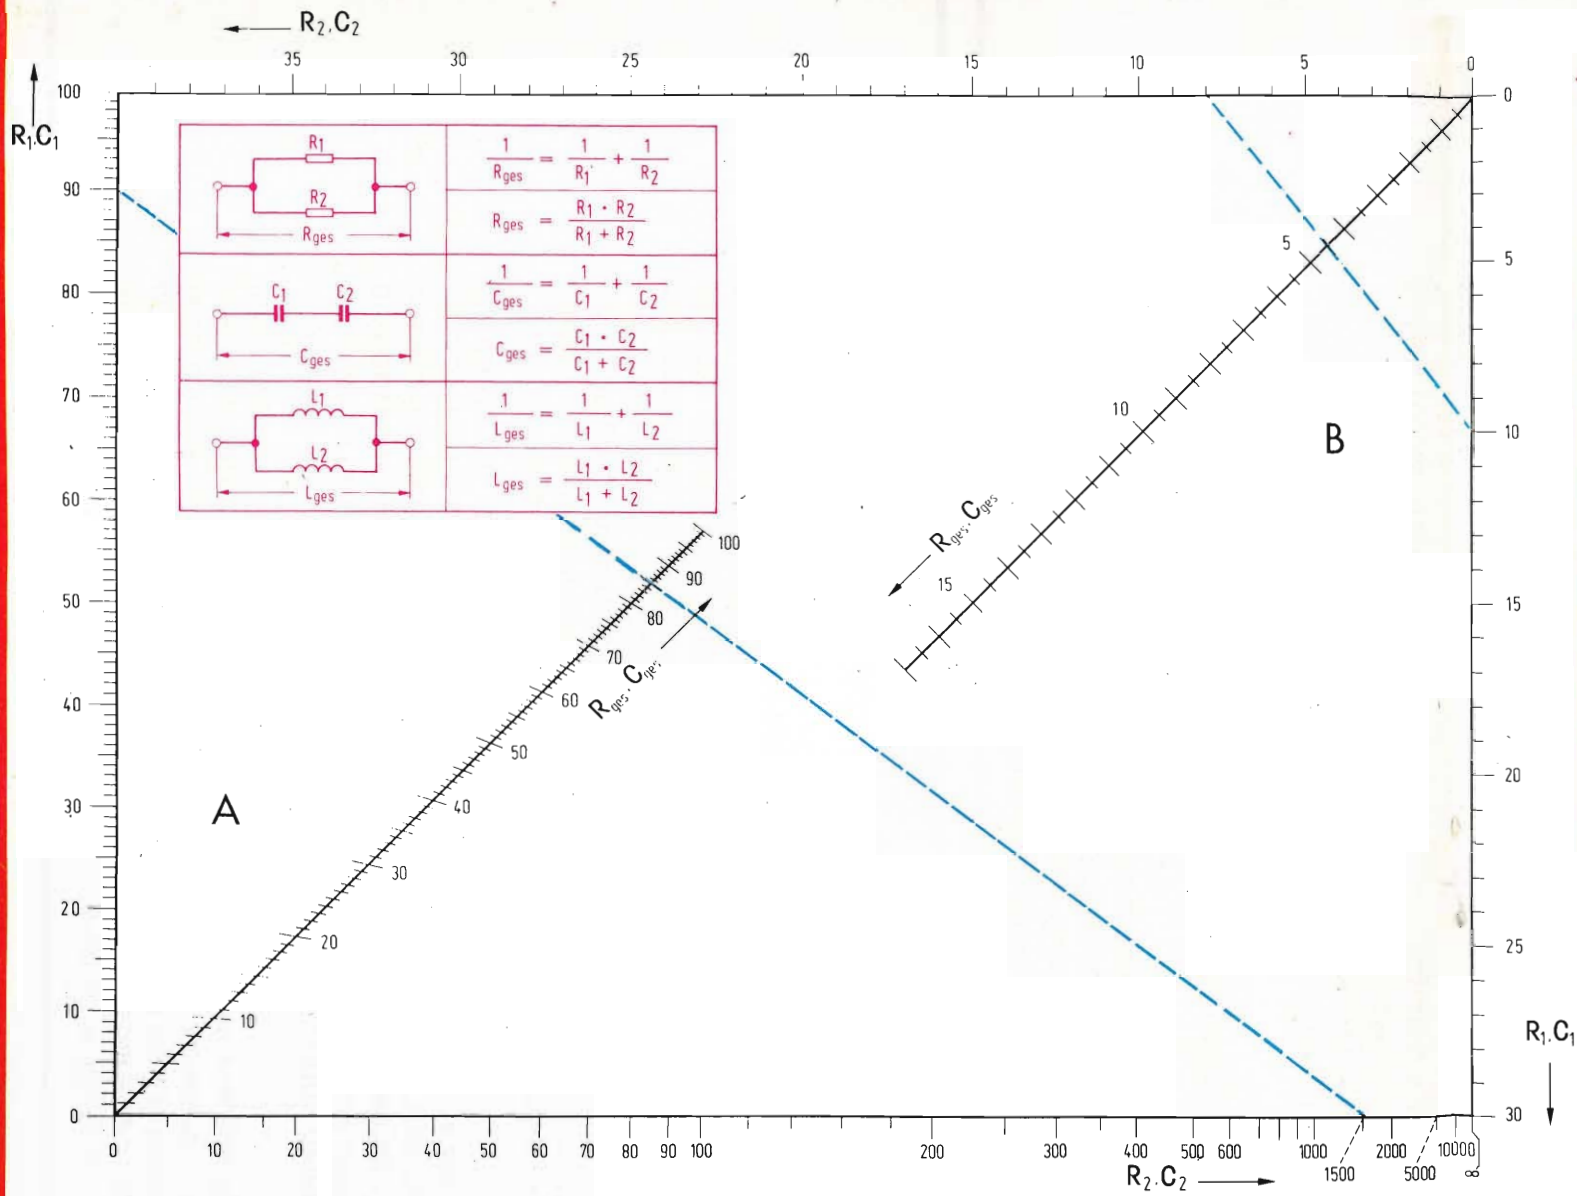 R₂.C₂
35 30 25 20 15 10 5 0
R₁.C₁
100
90
80
70
60
50
40
30
20
10
0
R1
R2
Rges
1/Rges = 1/R1 + 1/R2
Rges = R1 · R2 / R1 + R2
C1 C2
Cges
1/Cges = 1/C1 + 1/C2
Cges = C1 · C2 / C1 + C2
L1
L2
Lges
1/Lges = 1/L1 + 1/L2
Lges = L1 · L2 / L1 + L2
0
5
10
15
20
25
30
5
10
15
B
Rges. Cges
100
90
80
70
60
50
40
30
20
10
Rges. Cges
A
R₁.C₁
0 10 20 30 40 50 60 70 80 90 100 200 300 400 500 600 1000 2000 10000
1500 5000 ∞
R₂.C₂